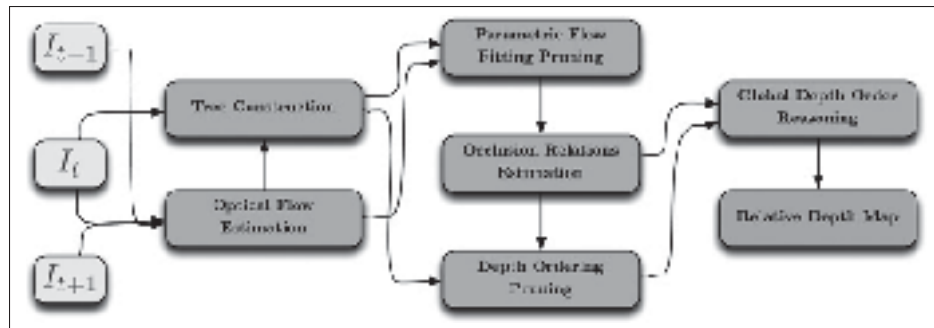 I_{t-1}
I_t
I_{t+1}
Tree Construction
Optical Flow
Estimation
Parametric Flow
Fitting Pruning
Occlusion Relations
Estimation
Depth Ordering
Pruning
Global Depth Order
Reasoning
Relative Depth Map